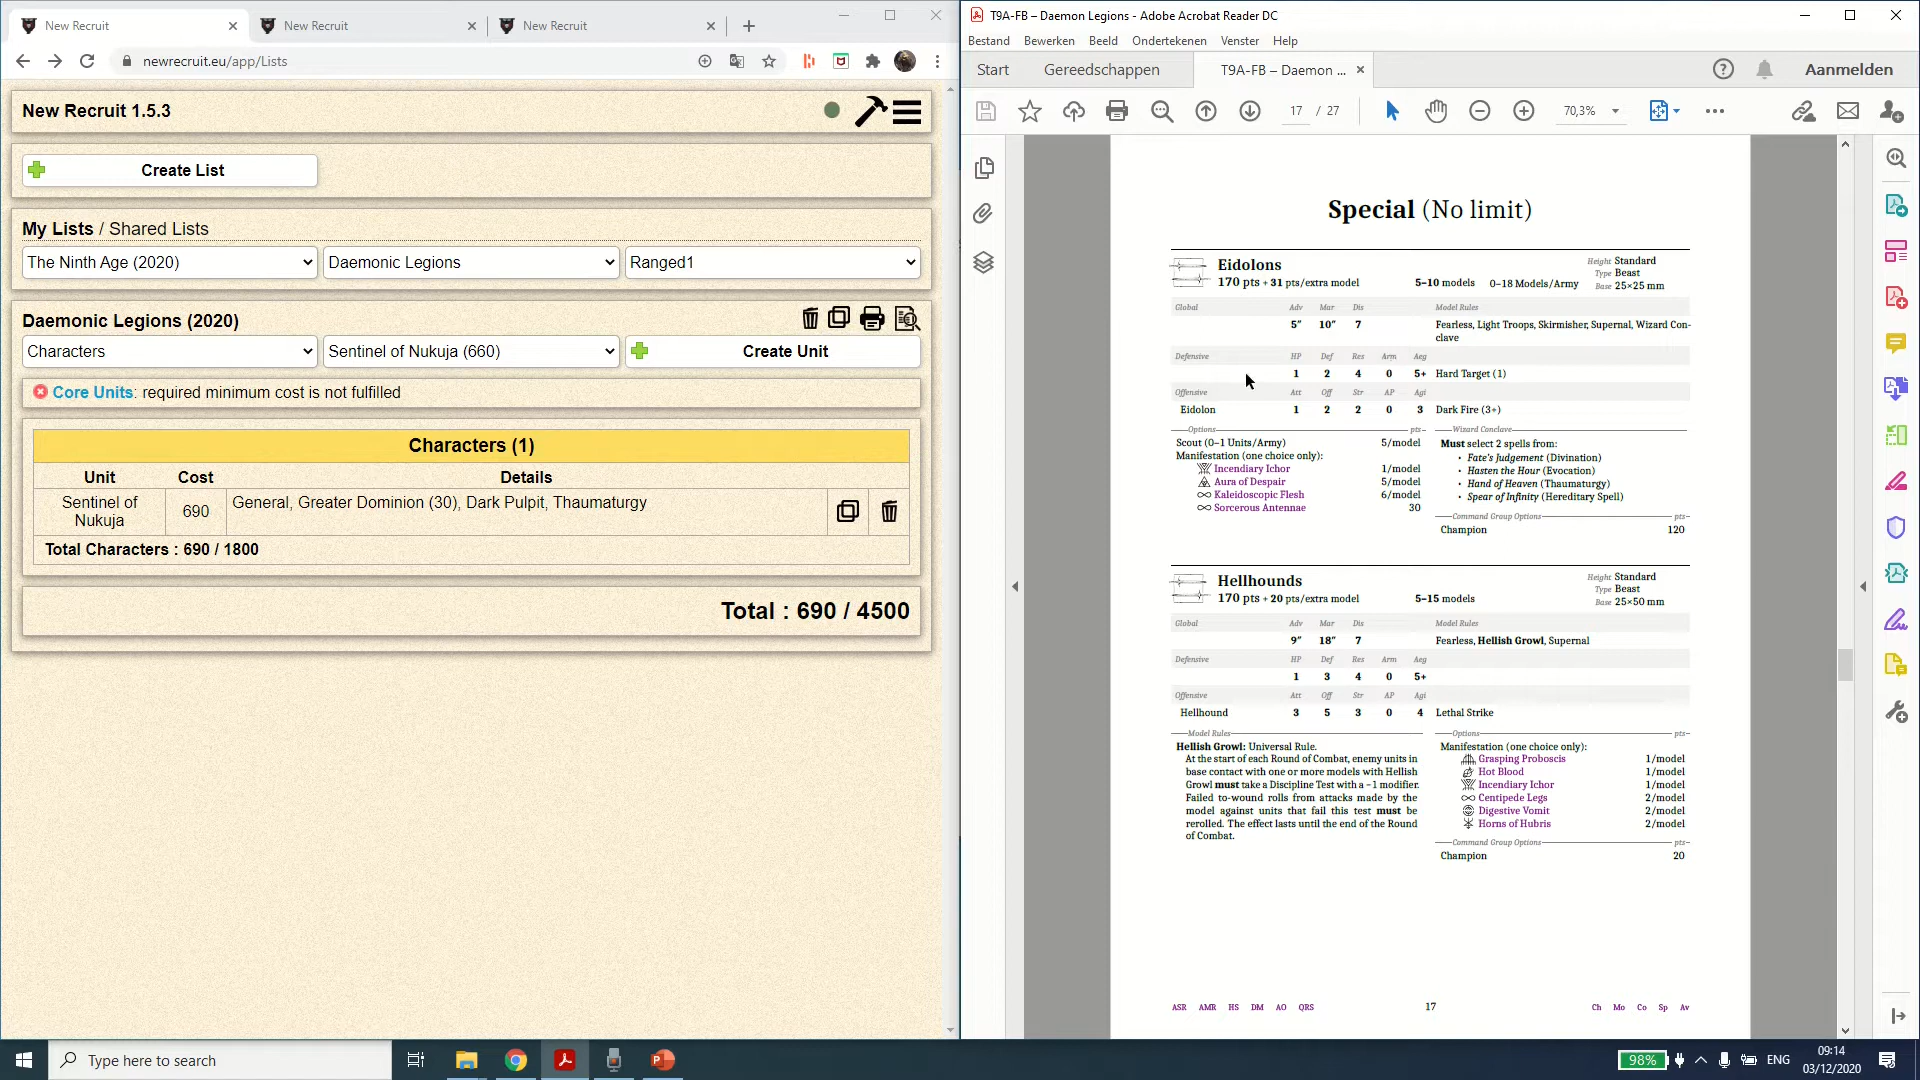 New Recruit
New Recruit
New Recruit
newrecruit.eu/app/Lists
New Recruit 1.5.3
Create List
My Lists / Shared Lists
The Ninth Age (2020)
Daemonic Legions
Ranged1
Daemonic Legions (2020)
Characters
Sentinel of Nukuja (660)
Create Unit
Core Units: required minimum cost is not fulfilled
Characters (1)
Unit Cost Details
Sentinel of Nukuja 690 General, Greater Dominion (30), Dark Pulpit, Thaumaturgy
Total Characters : 690 / 1800
Total : 690 / 4500
T9A-FB – Daemon Legions - Adobe Acrobat Reader DC
Bestand Bewerken Beeld Ondertekenen Venster Help
Start Gereedschappen T9A-FB – Daemon ... Aanmelden
17 / 27 70,3%
Special (No limit)
Eidolons
170 pts + 31 pts/extra model 5–10 models 0–18 Models/Army
Height Standard
Type Beast
Base 25×25 mm
Global Adv Mar Dis Model Rules
5″ 10″ 7 Fearless, Light Troops, Skirmisher, Supernal, Wizard Con-
clave
Defensive HP Def Res Arm Aeg
1 2 4 0 5+ Hard Target (1)
Offensive Att Off Str AP Agi
Eidolon 1 2 2 0 3 Dark Fire (3+)
Options pts
Scout (0–1 Units/Army) 5/model
Manifestation (one choice only):
Incendiary Ichor 1/model
Aura of Despair 5/model
Kaleidoscopic Flesh 6/model
Sorcerous Antennae 30
Wizard Conclave
Must select 2 spells from:
• Fate's Judgement (Divination)
• Hasten the Hour (Evocation)
• Hand of Heaven (Thaumaturgy)
• Spear of Infinity (Hereditary Spell)
Command Group Options pts
Champion 120
Hellhounds
170 pts + 20 pts/extra model 5–15 models
Height Standard
Type Beast
Base 25×50 mm
Global Adv Mar Dis Model Rules
9″ 18″ 7 Fearless, Hellish Growl, Supernal
Defensive HP Def Res Arm Aeg
1 3 4 0 5+
Offensive Att Off Str AP Agi
Hellhound 3 5 3 0 4 Lethal Strike
Model Rules
Hellish Growl: Universal Rule.
At the start of each Round of Combat, enemy units in
base contact with one or more models with Hellish
Growl must take a Discipline Test with a −1 modifier.
Failed to-wound rolls from attacks made by the
model against units that fail this test must be
rerolled. The effect lasts until the end of the Round
of Combat.
Options pts
Manifestation (one choice only):
Grasping Proboscis 1/model
Hot Blood 1/model
Incendiary Ichor 1/model
Centipede Legs 2/model
Digestive Vomit 2/model
Horns of Hubris 2/model
Command Group Options pts
Champion 20
ASR AMR HS DM AO QRS 17 Ch Mo Co Sp Av
Type here to search
98% ENG
09:14
03/12/2020